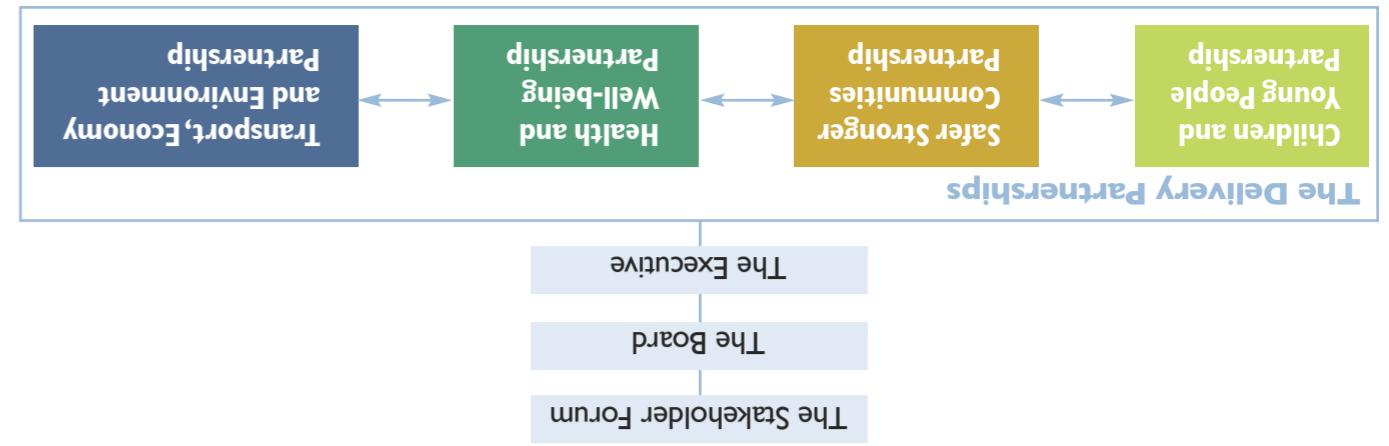 The Stakeholder Forum
The Board
The Executive
The Delivery Partnerships
Children and
Young People
Partnership
Safer Stronger
Communities
Partnership
Health and
Well-being
Partnership
Transport, Economy
and Environment
Partnership